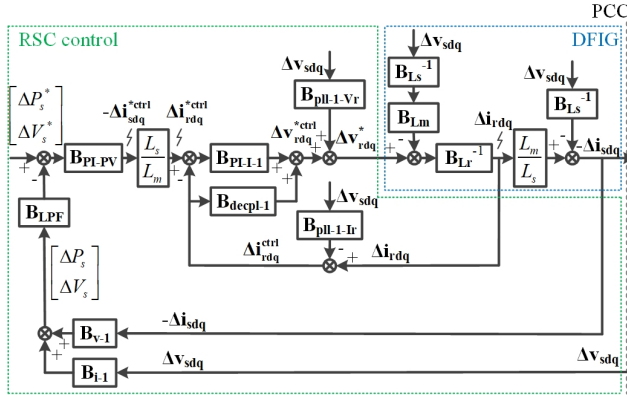 PCC
RSC control
DFIG
Δv_sdq
Δv_sdq
Δv_sdq
B_Ls^-1
B_Ls^-1
[ΔP_s^*
ΔV_s^*]
-Δi_sdq^*ctrl
Δi_rdq^*ctrl
B_pll-1-Vr
Δv_rdq^*ctrl
Δv_rdq^*
B_Lm
Δi_rdq
+
-
B_PI-PV
L_s
L_m
+
-
B_PI-I-1
+
+
+
+
+
-
B_Lr^-1
L_m
L_s
+
-
-Δi_sdq
B_decpl-1
Δv_sdq
B_LPF
B_pll-1-Ir
-
+
Δi_rdq^ctrl
Δi_rdq
[ΔP_s
ΔV_s]
-Δi_sdq
+
+
B_v-1
Δv_sdq
Δv_sdq
B_i-1